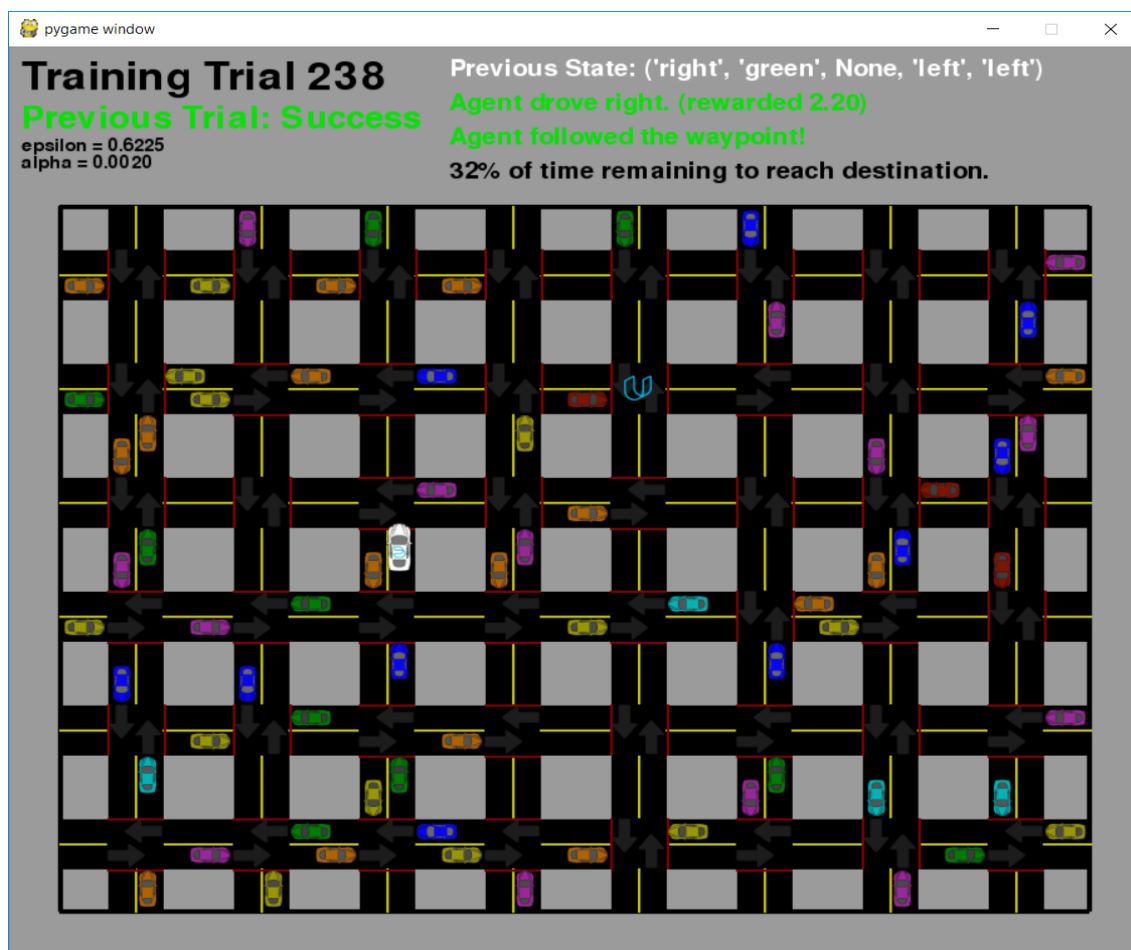 pygame window
Training Trial 238
Previous Trial: Success
epsilon = 0.6225
alpha = 0.0020
Previous State: ('right', 'green', None, 'left', 'left')
Agent drove right. (rewarded 2.20)
Agent followed the waypoint!
32% of time remaining to reach destination.